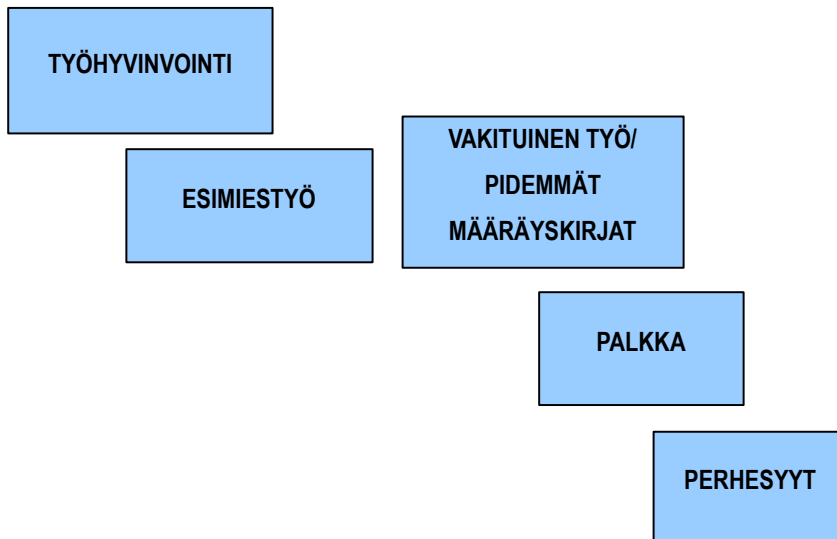 TYÖHYVINVOINTI
ESIMIESTYÖ
VAKITUINEN TYÖ/
PIDEMMÄT
MÄÄRÄYSKIRJAT
PALKKA
PERHESYYT